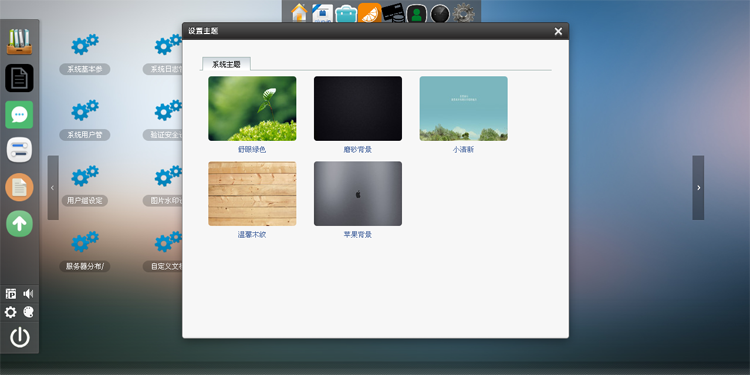 设置主题
系统主题
舒眼绿色
磨砂背景
小清新
温馨木纹
苹果背景
系统基本参
系统日志管
系统用户管
验证安全
用户组设定
图片水印
服务器分布/
自定义文档